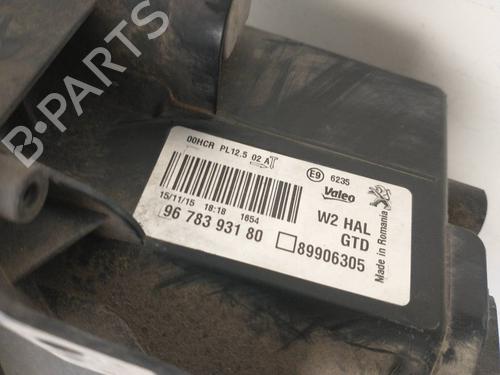 00HCR PL12.5 02 AT
E9 6235
Valeo
15/11/15 18:18 1654
96 783 931 80
89906305
W2 HAL
GTD
Made in Romania
B-PARTS